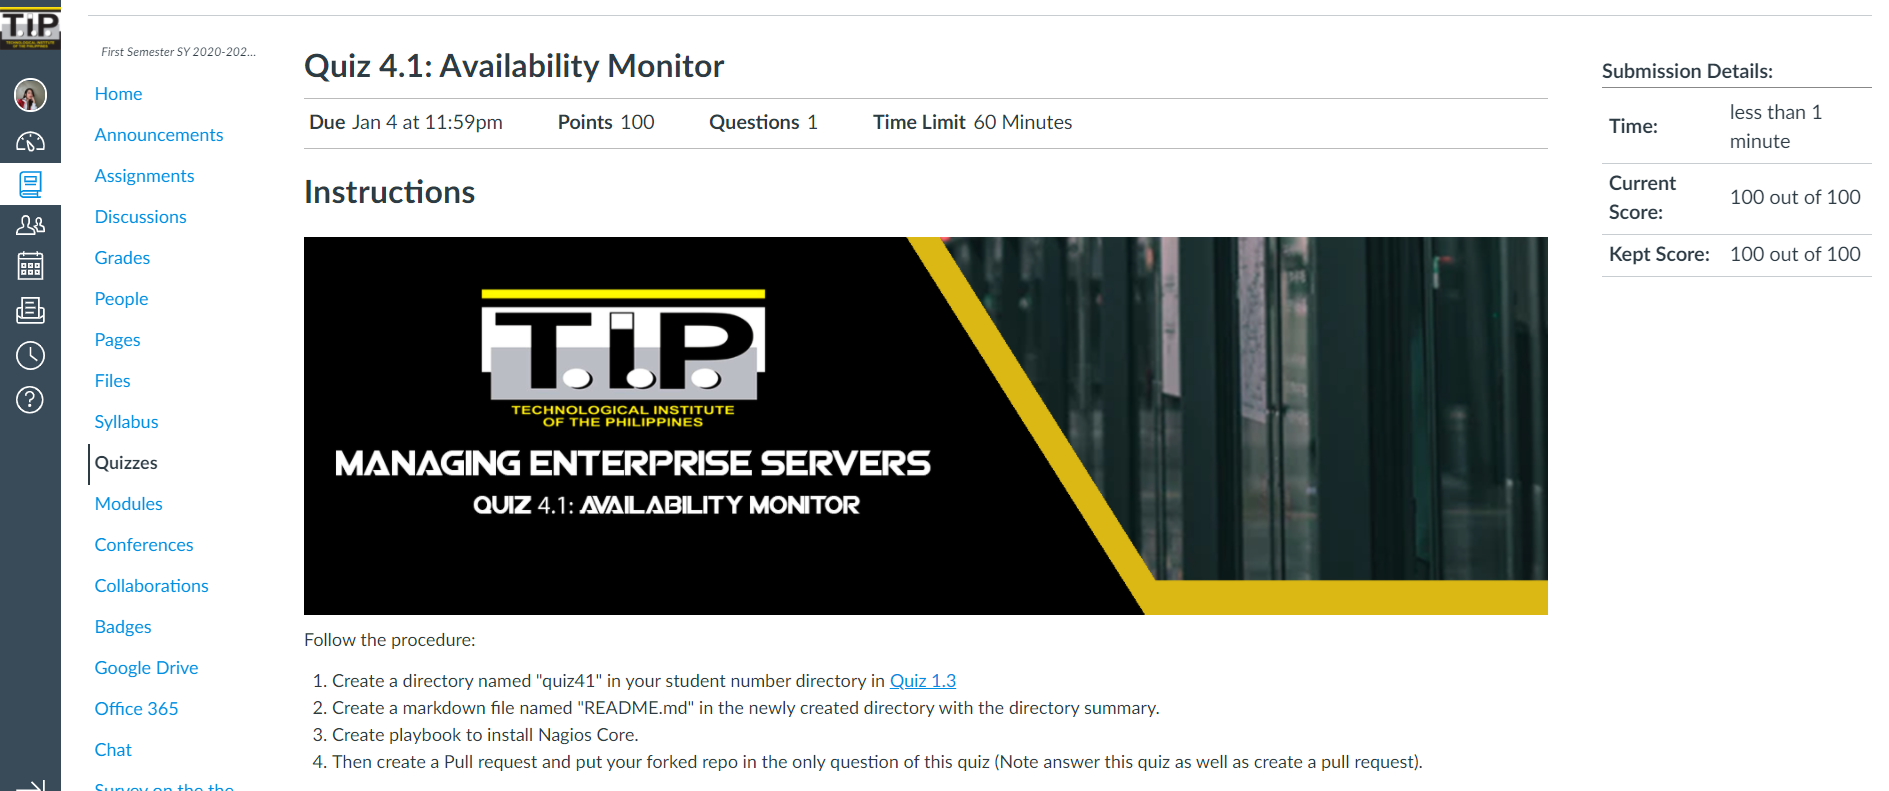 T.I.P
TECHNOLOGICAL INSTITUTE
OF THE PHILIPPINES
First Semester SY 2020-202...
Home
Announcements
Assignments
Discussions
Grades
People
Pages
Files
Syllabus
Quizzes
Modules
Conferences
Collaborations
Badges
Google Drive
Office 365
Chat
Quiz 4.1: Availability Monitor
Due Jan 4 at 11:59pm Points 100 Questions 1 Time Limit 60 Minutes
Instructions
T.I.P.
TECHNOLOGICAL INSTITUTE
OF THE PHILIPPINES
MANAGING ENTERPRISE SERVERS
QUIZ 4.1: AVAILABILITY MONITOR
Follow the procedure:
1. Create a directory named "quiz41" in your student number directory in Quiz 1.3
2. Create a markdown file named "README.md" in the newly created directory with the directory summary.
3. Create playbook to install Nagios Core.
4. Then create a Pull request and put your forked repo in the only question of this quiz (Note answer this quiz as well as create a pull request).
Submission Details:
Time: less than 1
minute
Current
Score: 100 out of 100
Kept Score: 100 out of 100